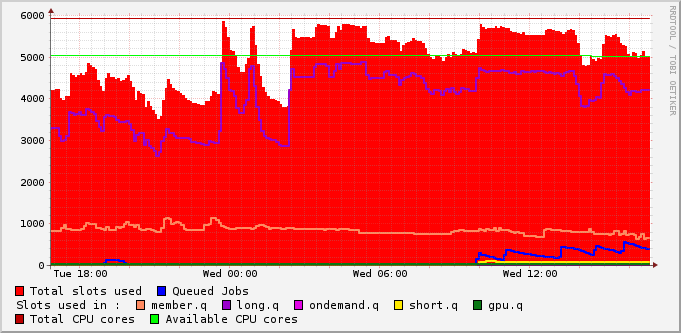 RRDTOOL / TOBI OETIKER
6000
5000
4000
3000
2000
1000
0
Tue 18:00 Wed 00:00 Wed 06:00 Wed 12:00
Total slots used Queued Jobs
Slots used in : member.q long.q ondemand.q short.q gpu.q
Total CPU cores Available CPU cores